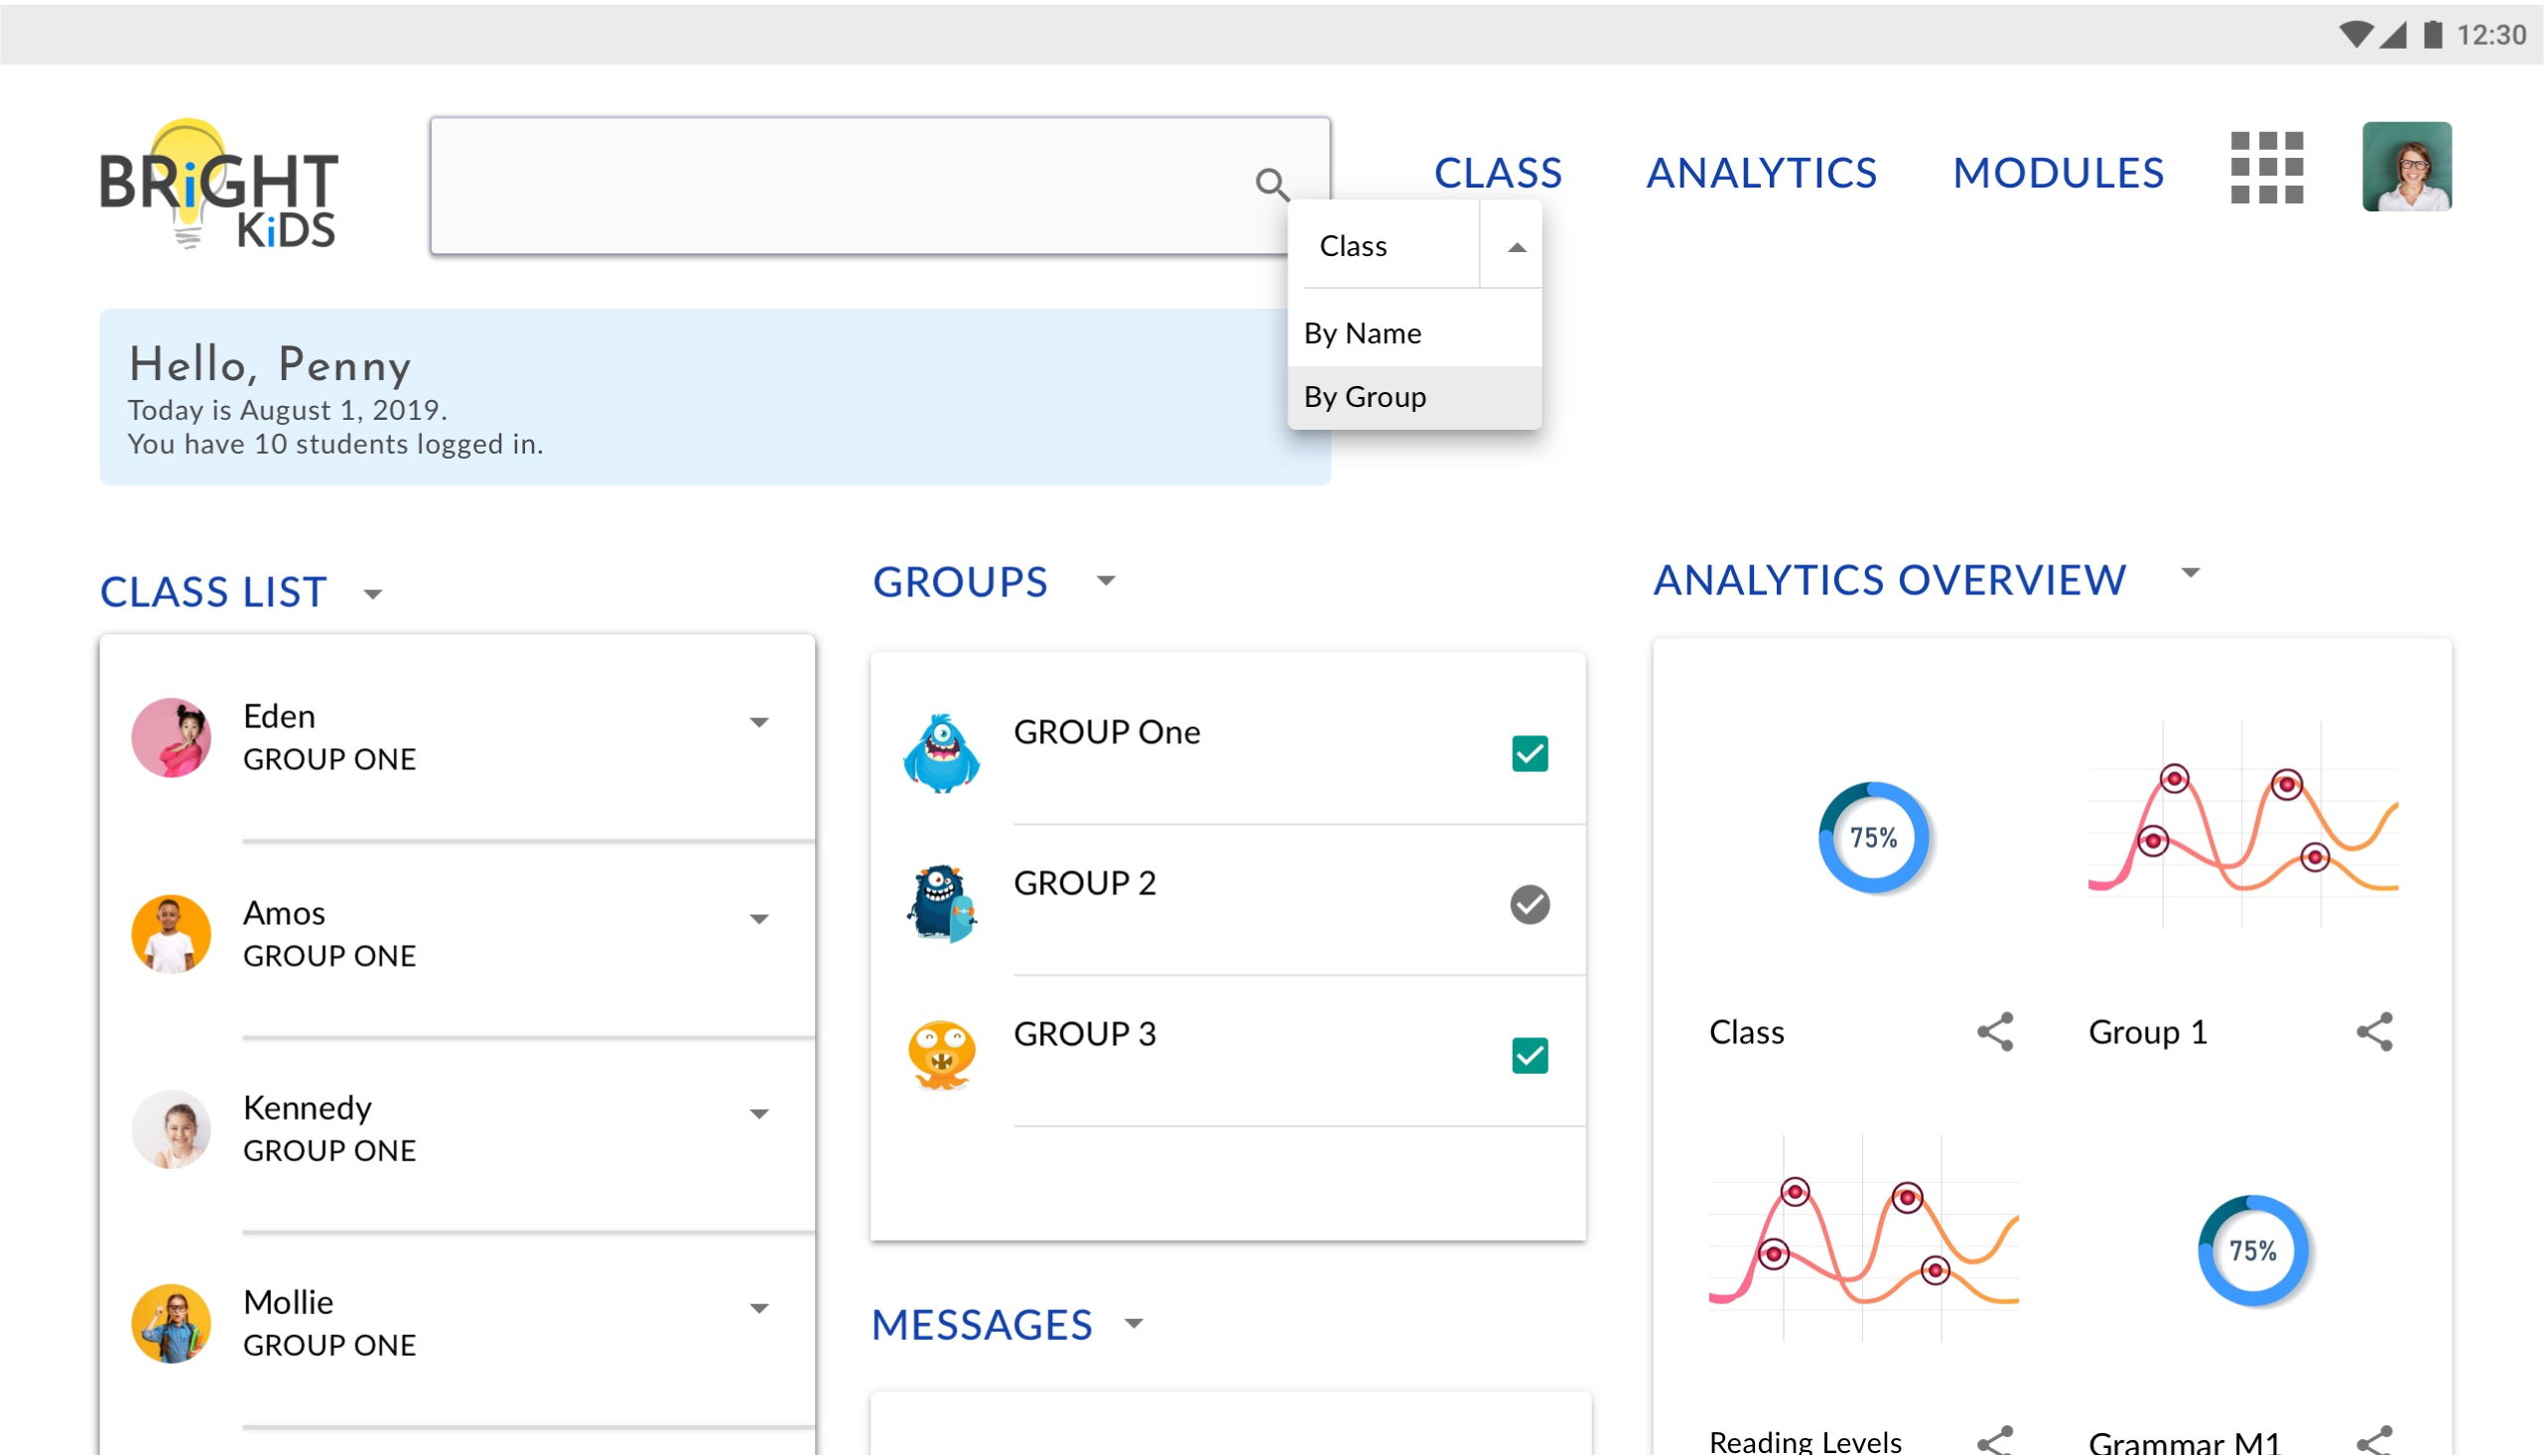 12:30
BRiGHT
KiDS
CLASS
ANALYTICS
MODULES
Class
By Name
By Group
Hello, Penny
Today is August 1, 2019.
You have 10 students logged in.
CLASS LIST
Eden
GROUP ONE
Amos
GROUP ONE
Kennedy
GROUP ONE
Mollie
GROUP ONE
GROUPS
GROUP One
GROUP 2
GROUP 3
MESSAGES
ANALYTICS OVERVIEW
75%
Class
Group 1
75%
Reading Levels
Grammar M1